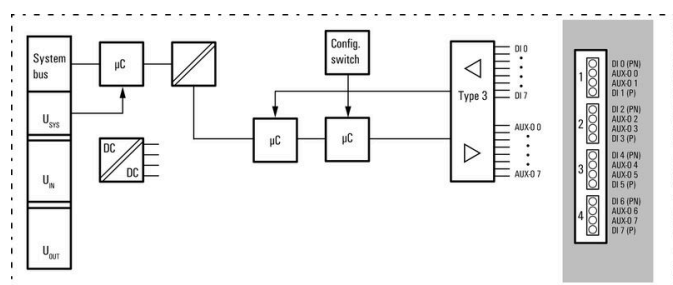 System
bus
µC
Config.
switch
DI 0
Type 3
DI 7
U SYS
DC
DC
µC
µC
AUX-O 0
AUX-O 7
U IN
U OUT
1
DI 0 (PN)
AUX-O 0
AUX-O 1
DI 1 (P)
2
DI 2 (PN)
AUX-O 2
AUX-O 3
DI 3 (P)
3
DI 4 (PN)
AUX-O 4
AUX-O 5
DI 5 (P)
4
DI 6 (PN)
AUX-O 6
AUX-O 7
DI 7 (P)